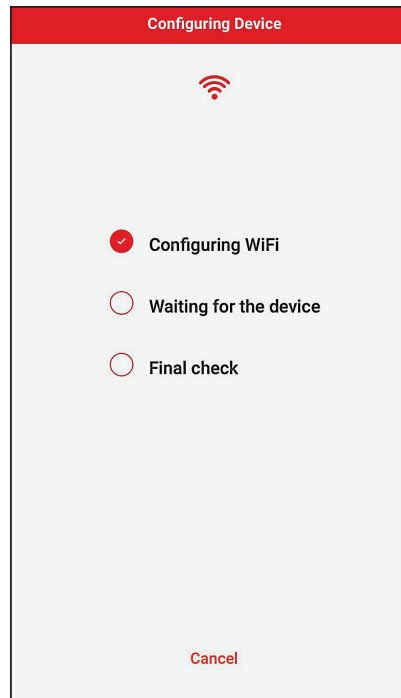 Configuring Device
Configuring WiFi
Waiting for the device
Final check
Cancel